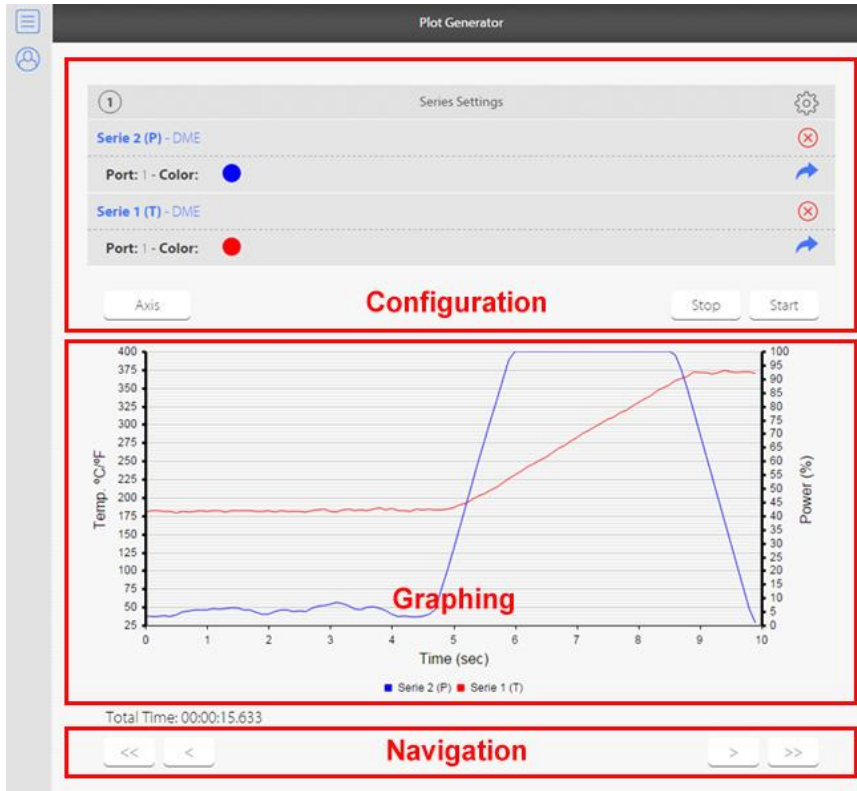 Plot Generator
1 Series Settings
Serie 2 (P) - DME
Port: 1 - Color:
Serie 1 (T) - DME
Port: 1 - Color:
Axis Configuration Stop Start
400 100
375 95
350 90
325 85
300 80
275 75
250 70
225 65
200 60
175 55
150 50
125 45
100 40
75 35
50 30
25 25
20
15
10
5
0
Temp. ºC/ºF
Power (%)
Graphing
0 1 2 3 4 5 6 7 8 9 10
Time (sec)
Serie 2 (P) Serie 1 (T)
Total Time: 00:00:15.633
<< < Navigation > >>